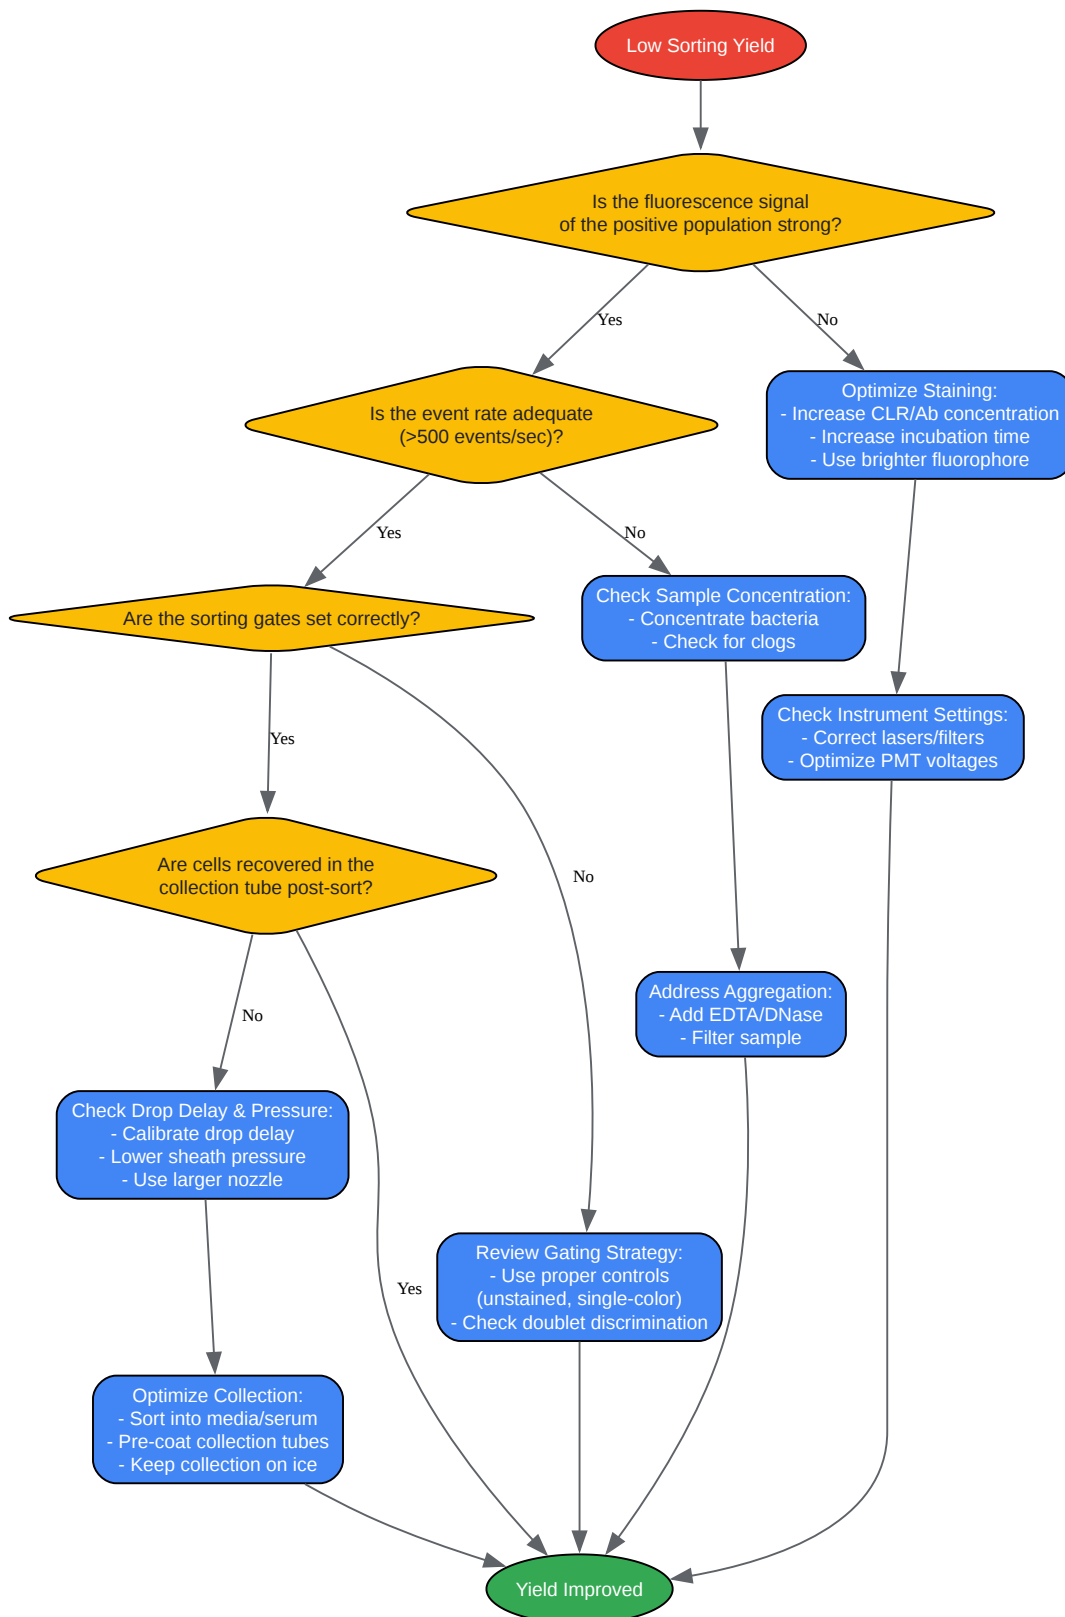 Low Sorting Yield
Is the fluorescence signal
of the positive population strong?
Yes
No
Is the event rate adequate
(>500 events/sec)?
Optimize Staining:
- Increase CLR/Ab concentration
- Increase incubation time
- Use brighter fluorophore
Yes
No
Are the sorting gates set correctly?
Check Sample Concentration:
- Concentrate bacteria
- Check for clogs
Check Instrument Settings:
- Correct lasers/filters
- Optimize PMT voltages
Yes
No
Are cells recovered in the
collection tube post-sort?
Address Aggregation:
- Add EDTA/DNase
- Filter sample
No
Yes
Check Drop Delay & Pressure:
- Calibrate drop delay
- Lower sheath pressure
- Use larger nozzle
Review Gating Strategy:
- Use proper controls
(unstained, single-color)
- Check doublet discrimination
Optimize Collection:
- Sort into media/serum
- Pre-coat collection tubes
- Keep collection on ice
Yield Improved